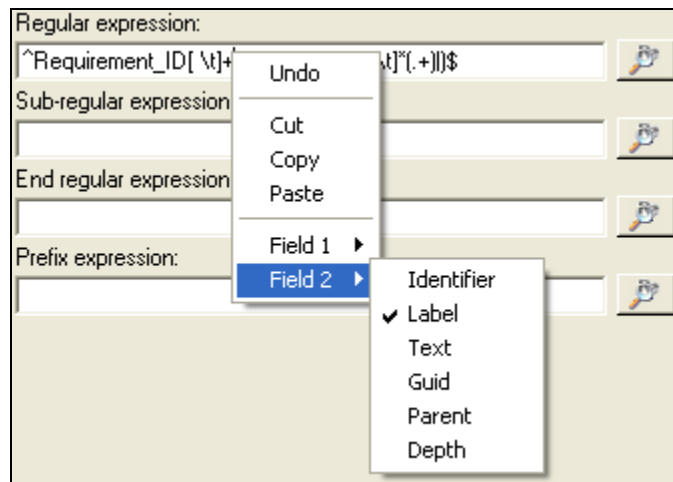 Regular expression:
^Requirement_ID[ \t]+ \t]*(.+)|)$
Undo
Sub-regular expression
Cut
Copy
End regular expression
Paste
Field 1
Prefix expression:
Field 2
Identifier
Label
Text
Guid
Parent
Depth